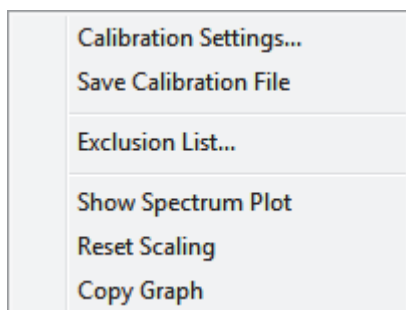 Calibration Settings...
Save Calibration File
Exclusion List...
Show Spectrum Plot
Reset Scaling
Copy Graph